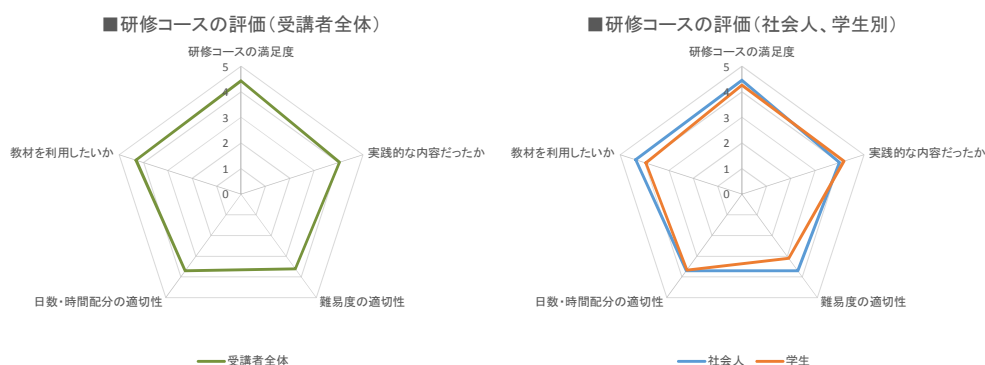 ■研修コースの評価（受講者全体）
研修コースの満足度
5
4
3
2
1
0
教材を利用したいか
実践的な内容だったか
日数・時間配分の適切性
難易度の適切性
受講者全体
■研修コースの評価（社会人、学生別）
研修コースの満足度
5
4
3
2
1
0
教材を利用したいか
実践的な内容だったか
日数・時間配分の適切性
難易度の適切性
社会人
学生